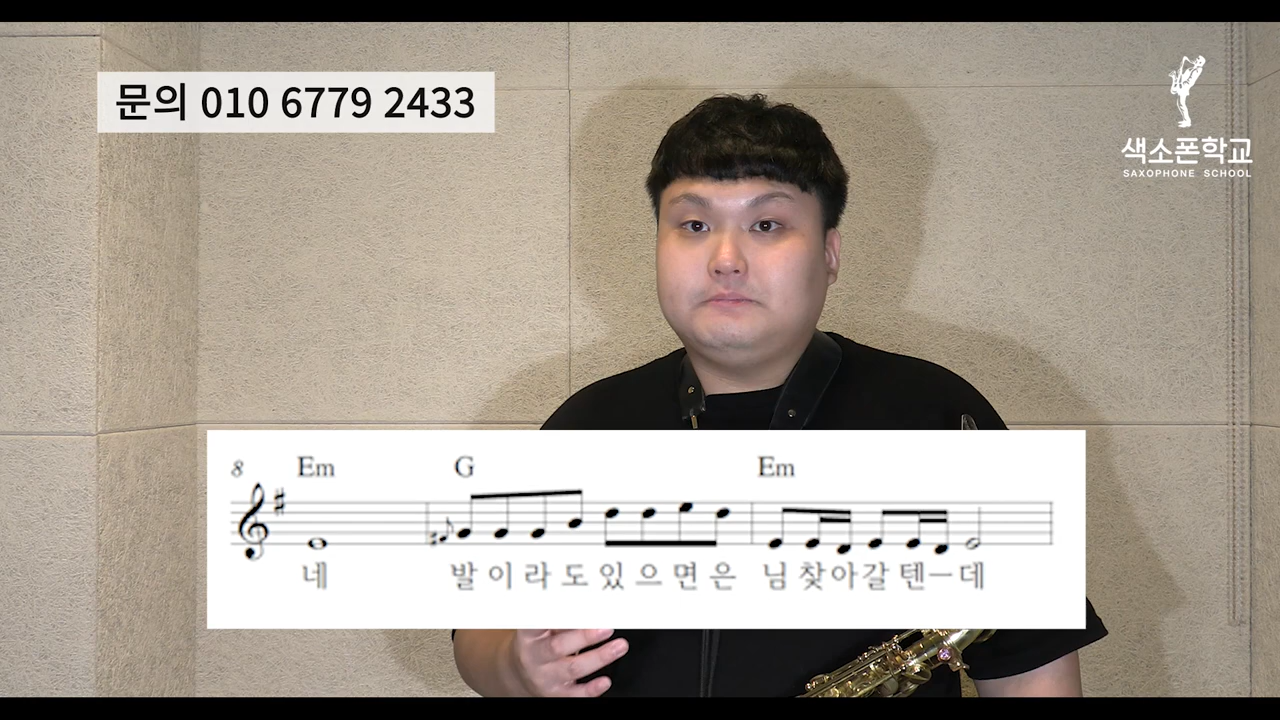 문의 010 6779 2433
색소폰학교
SAXOPHONE SCHOOL
8 Em G Em
네 발이라도있으면은 님찾아갈텐ー데